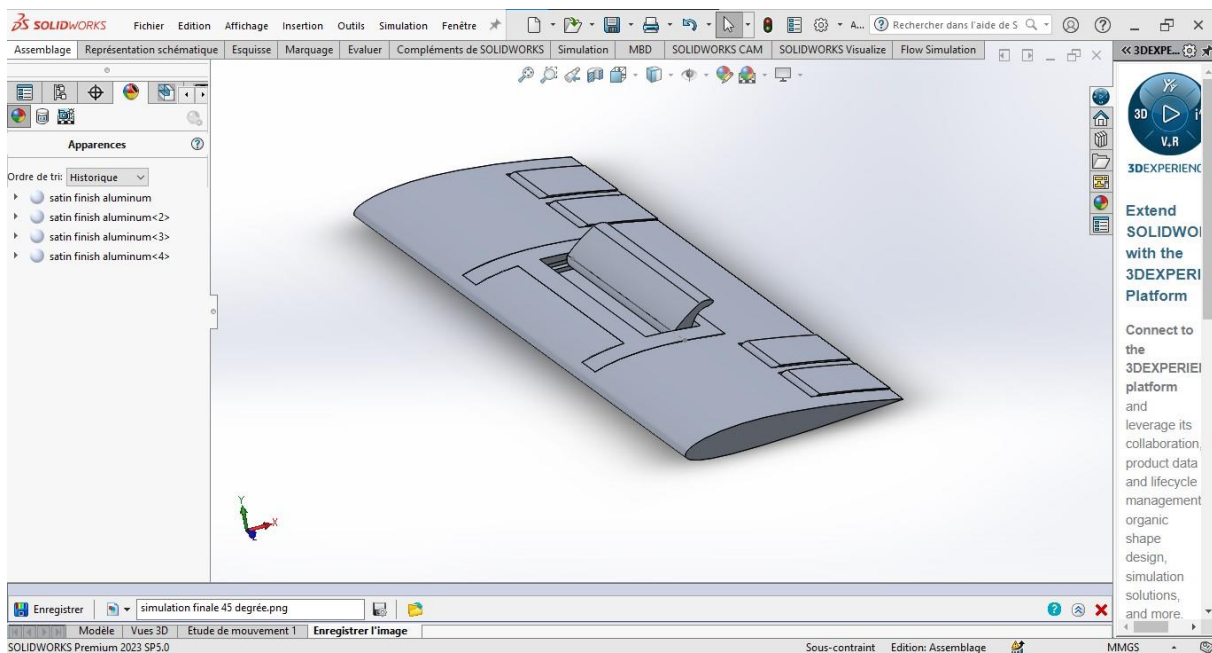 SOLIDWORKS Fichier Edition Affichage Insertion Outils Simulation Fenêtre A... Rechercher dans l'aide de S
Assemblage Représentation schématique Esquisse Marquage Evaluer Compléments de SOLIDWORKS Simulation MBD SOLIDWORKS CAM SOLIDWORKS Visualize Flow Simulation
3DEXPE...
Apparences
Ordre de tri: Historique
satin finish aluminum
satin finish aluminum<2>
satin finish aluminum<3>
satin finish aluminum<4>
Y
X
Z
3D
V.R
3DEXPERIENC
Extend
SOLIDWO
with the
3DEXPERI
Platform
Connect to
the
3DEXPERIE
platform
and
leverage its
collaboration,
product data
and lifecycle
management
organic
shape
design,
simulation
solutions,
and more.
Enregistrer simulation finale 45 degrée.png
Modèle Vues 3D Etude de mouvement 1 Enregistrer l'image
SOLIDWORKS Premium 2023 SP5.0 Sous-contraint Edition: Assemblage MMGS